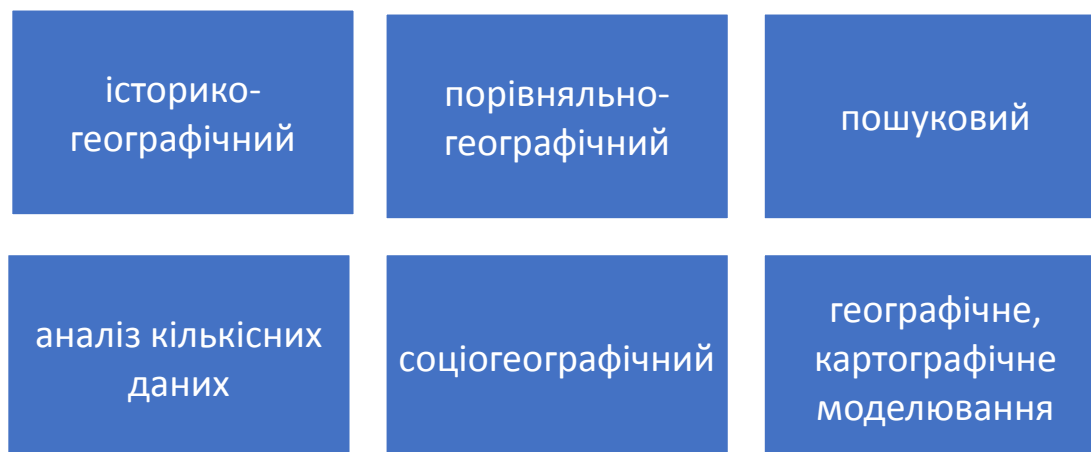 історико-
географічний
порівняльно-
географічний
пошуковий
аналіз кількісних
даних
соціогеографічний
географічне,
картографічне
моделювання